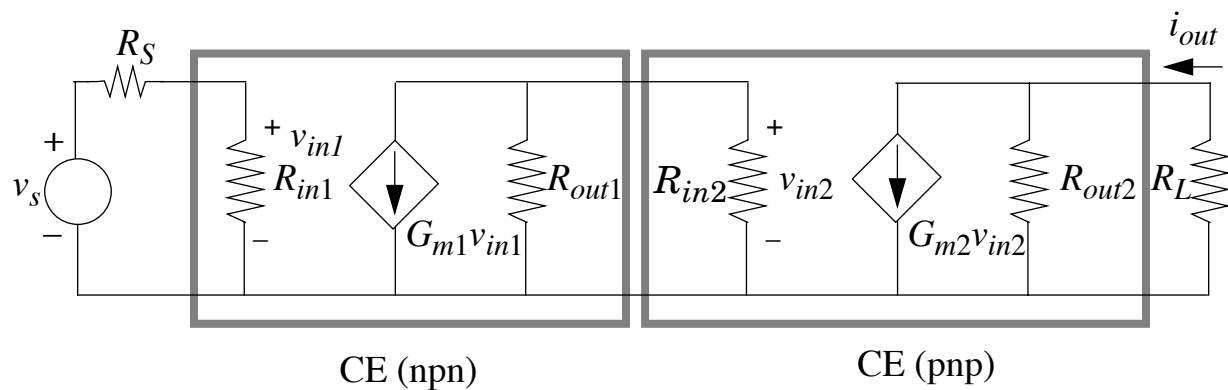 i_out
R_S
+
v_s
−
+
v_in1
R_in1
−
G_m1v_in1
R_out1
R_in2
+
v_in2
−
G_m2v_in2
R_out2
R_L
CE (npn)
CE (pnp)